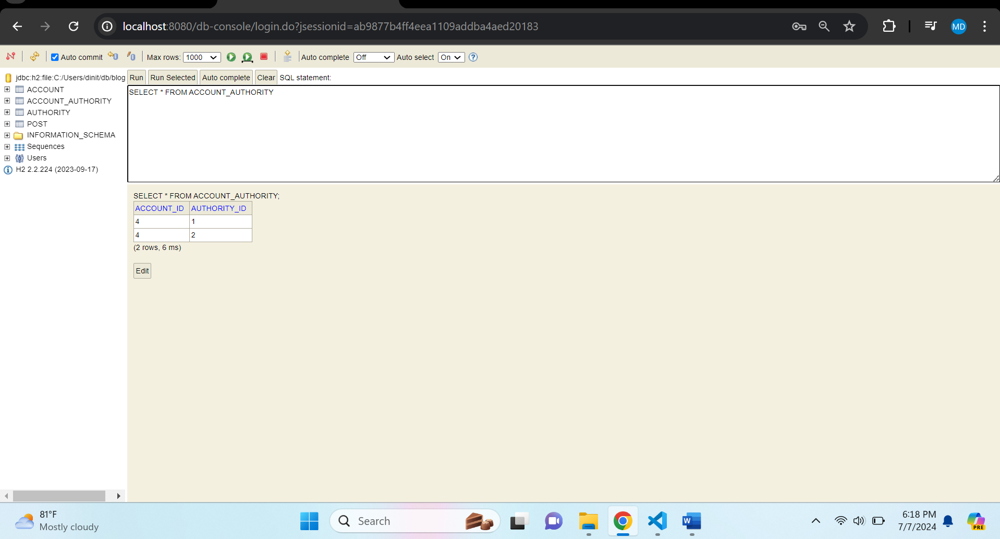 localhost:8080/db-console/login.do?jsessionid=ab9877b4ff4eea1109addba4aed20183
MD
Auto commit
Max rows: 1000
Auto complete Off
Auto select On
?
jdbc:h2:file:C:/Users/dinit/db/blog
ACCOUNT
ACCOUNT_AUTHORITY
AUTHORITY
POST
INFORMATION_SCHEMA
Sequences
Users
H2 2.2.224 (2023-09-17)
Run Run Selected Auto complete Clear SQL statement:
SELECT * FROM ACCOUNT_AUTHORITY
SELECT * FROM ACCOUNT_AUTHORITY;
ACCOUNT_ID AUTHORITY_ID
4 1
4 2
(2 rows, 6 ms)
Edit
81°F
Mostly cloudy
Search
W
6:18 PM
7/7/2024
PRE